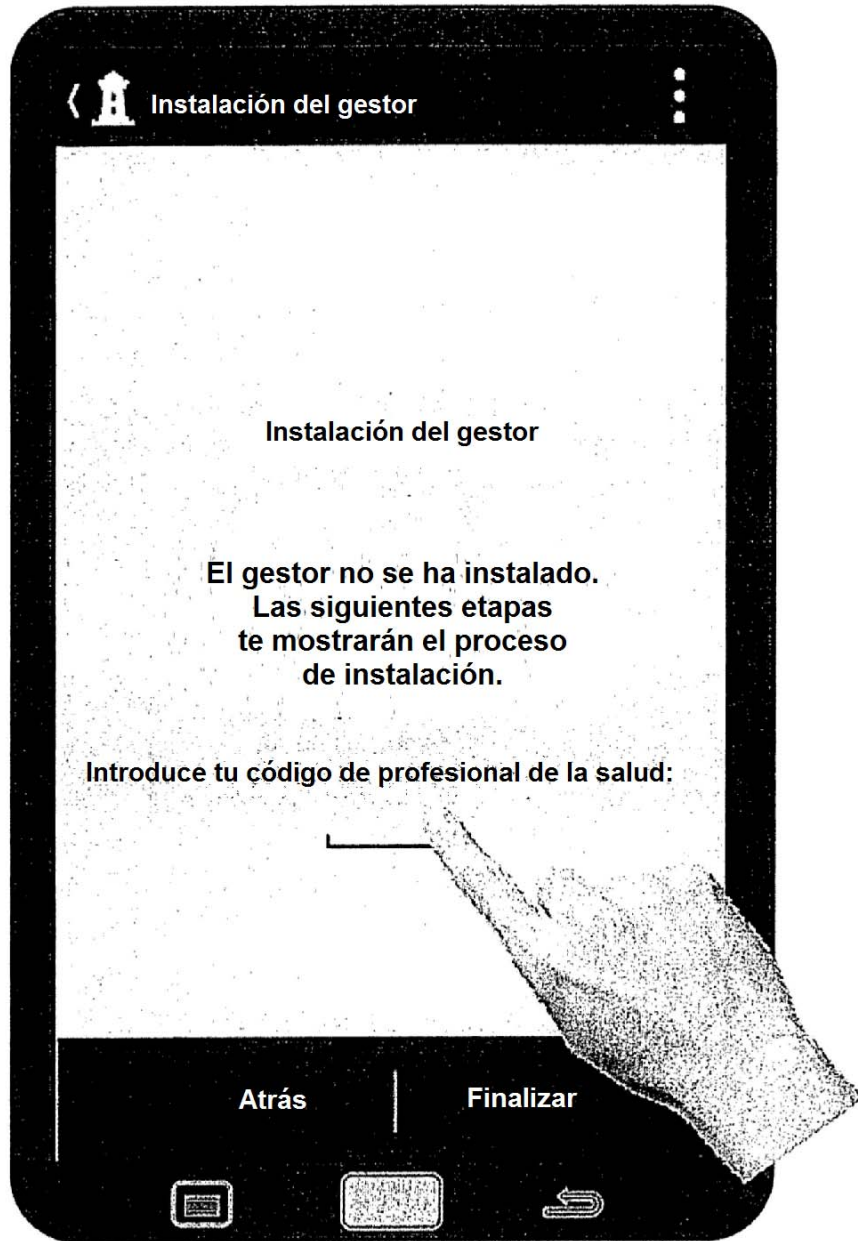 Instalación del gestor
Instalación del gestor
El gestor no se ha instalado.
Las siguientes etapas
te mostrarán el proceso
de instalación.
Introduce tu código de profesional de la salud:
Atrás
Finalizar